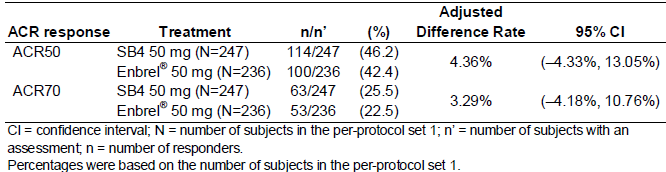 ACR response Treatment n/n’ (%) Adjusted Difference Rate 95% CI
ACR50 SB4 50 mg (N=247) 114/247 (46.2) 4.36% (–4.33%, 13.05%)
Enbrel® 50 mg (N=236) 100/236 (42.4)
ACR70 SB4 50 mg (N=247) 63/247 (25.5) 3.29% (–4.18%, 10.76%)
Enbrel® 50 mg (N=236) 53/236 (22.5)
CI = confidence interval; N = number of subjects in the per-protocol set 1; n’ = number of subjects with an
assessment; n = number of responders.
Percentages were based on the number of subjects in the per-protocol set 1.